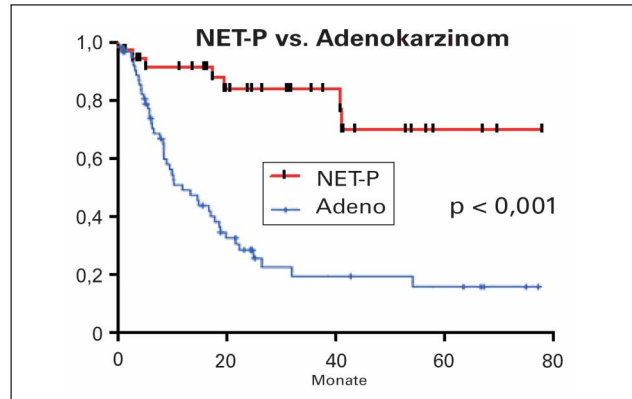 NET-P vs. Adenokarzinom
1,0
0,8
0,6
0,4
0,2
0
NET-P
Adeno
p < 0,001
0 20 40 60 80
Monate